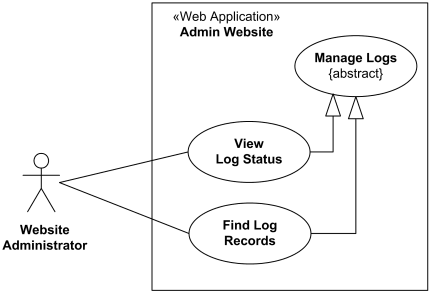 «Web Application»
Admin Website
Manage Logs
{abstract}
View
Log Status
Find Log
Records
Website
Administrator